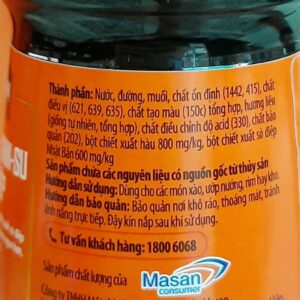 Thành phần: Nước, đường, muối, chất ổn định (1442, 415), chất
điều vị (621, 639, 635), chất tạo màu (150c) tổng hợp, hương liệu
(giống tự nhiên, tổng hợp), chất điều chỉnh độ acid (330), chất bảo
quản (202), bột chiết xuất hàu 800 mg/kg, bột chiết xuất sò điệp
Nhật Bản 600 mg/kg
Sản phẩm chứa các nguyên liệu có nguồn gốc từ thủy sản
Hướng dẫn sử dụng: Dùng cho các món xào, ướp nướng, rim hay kho.
Hướng dẫn bảo quản: Bảo quản nơi khô ráo, thoáng mát, tránh
ánh nắng trực tiếp. Đậy kín nắp sau khi sử dụng.
Tư vấn khách hàng: 1800 6068
Sản phẩm chất lượng của
Masan
CONSUMER
Công ty TNHH
-SU